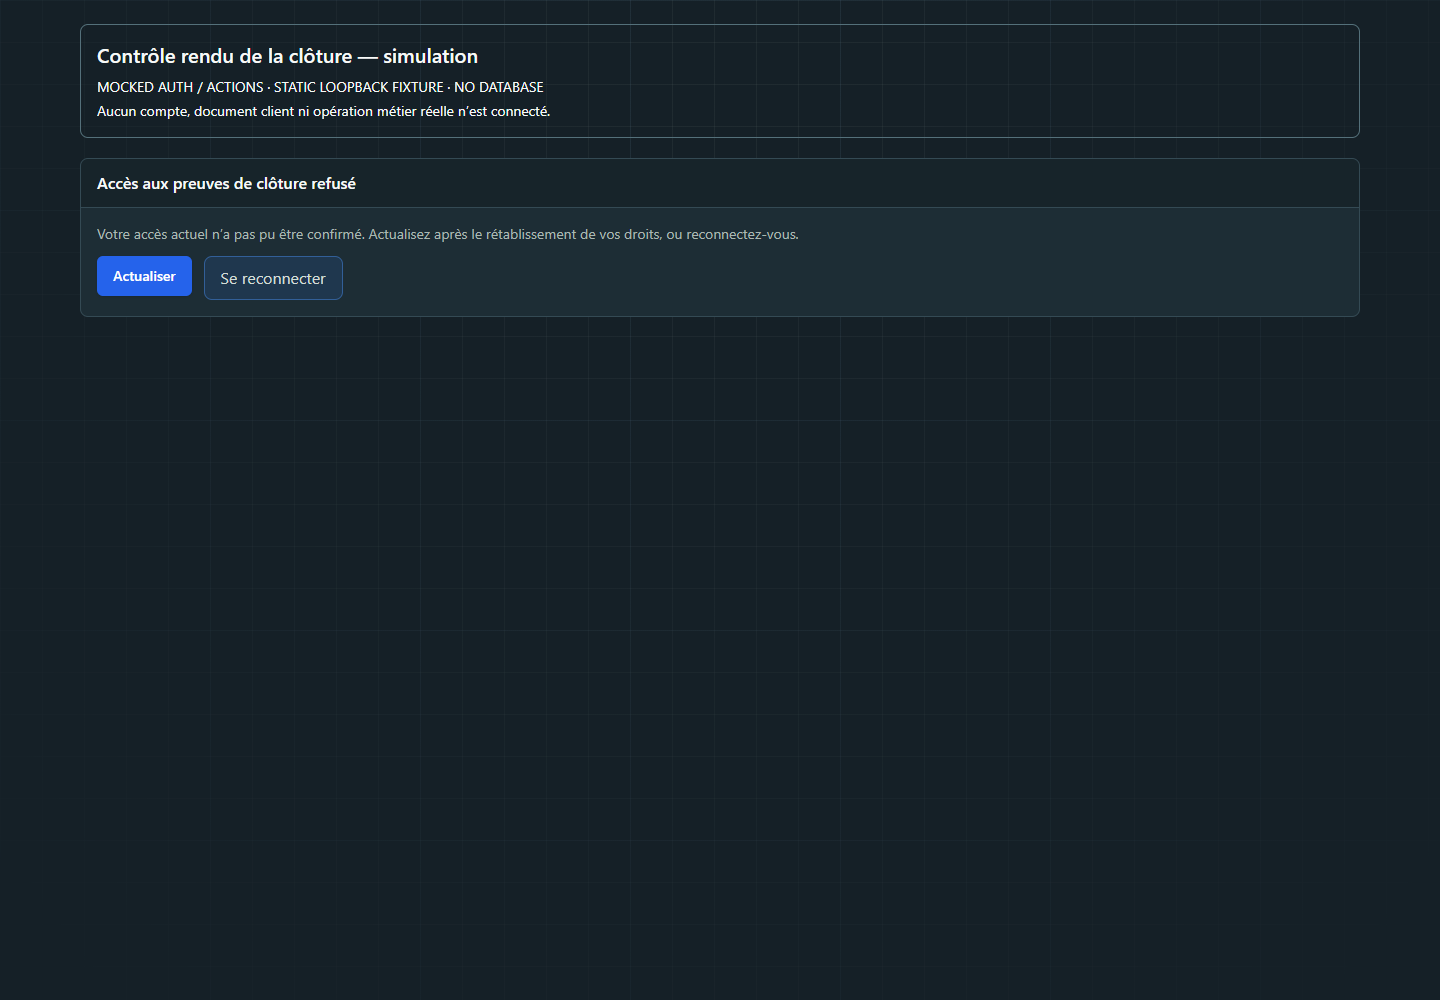 Contrôle rendu de la clôture — simulation
MOCKED AUTH / ACTIONS · STATIC LOOPBACK FIXTURE · NO DATABASE
Aucun compte, document client ni opération métier réelle n’est connecté.
Accès aux preuves de clôture refusé
Votre accès actuel n’a pas pu être confirmé. Actualisez après le rétablissement de vos droits, ou reconnectez-vous.
Actualiser
Se reconnecter